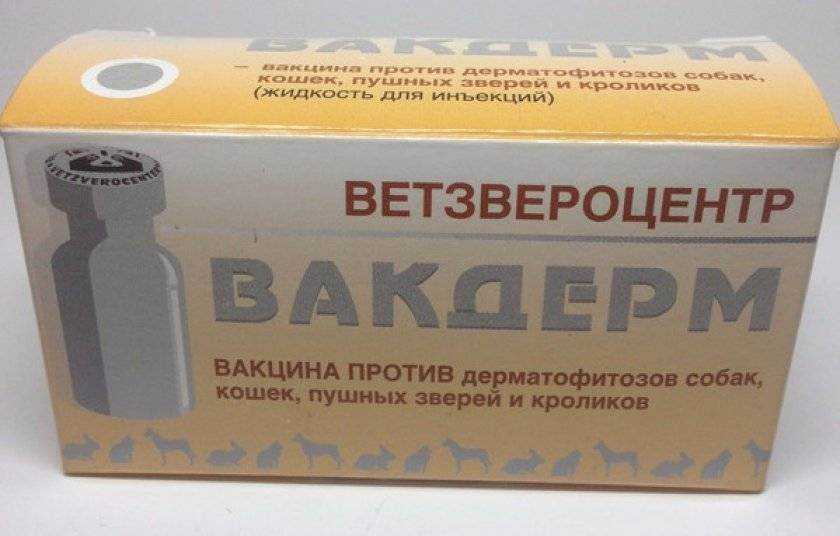 ВАКДЕРМ
– вакцина против дерматофитозов собак,
кошек, пушных зверей и кроликов
(жидкость для инъекций)
VETZVEROCENTER
ВЕТЗВЕРОЦЕНТР
ВАКДЕРМ
ВАКЦИНА ПРОТИВ дерматофитозов собак,
кошек, пушных зверей и кроликов